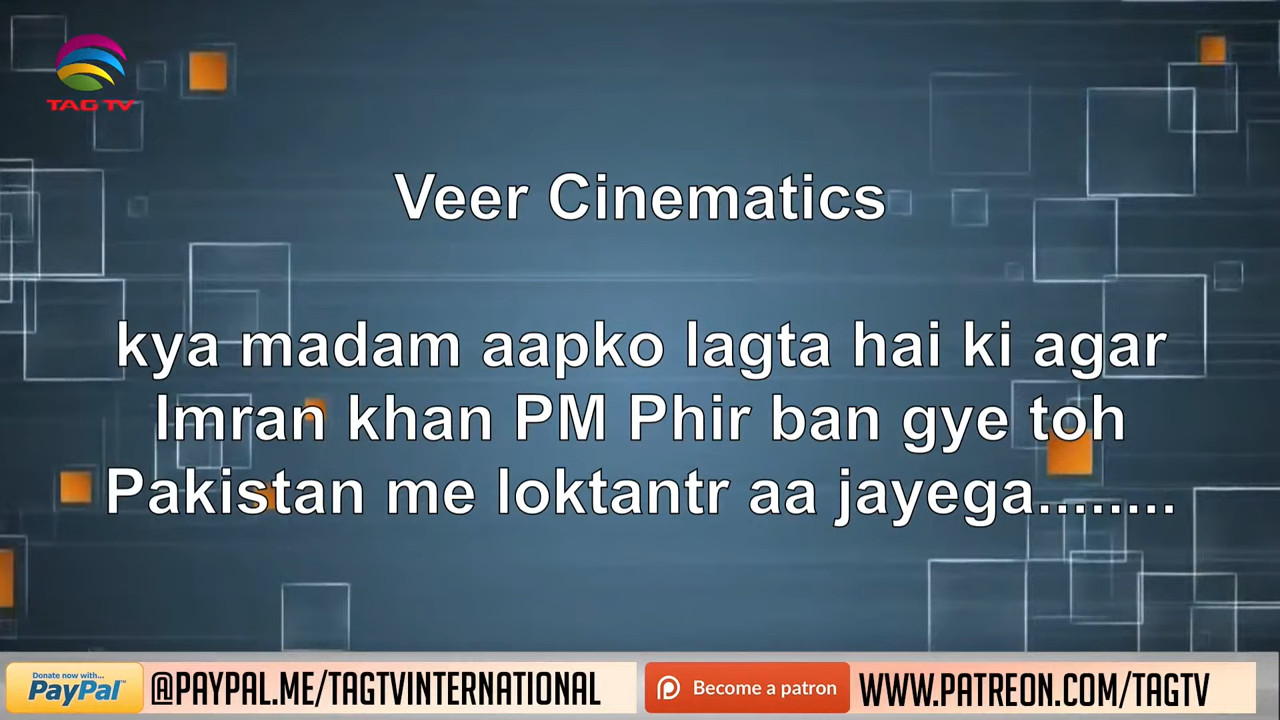 TAG TV
Veer Cinematics
kya madam aapko lagta hai ki agar
Imran khan PM Phir ban gye toh
Pakistan me loktantr aa jayega........
Donate now with...
PayPal™
@PAYPAL.ME/TAGTVINTERNATIONAL
Become a patron
WWW.PATREON.COM/TAGTV